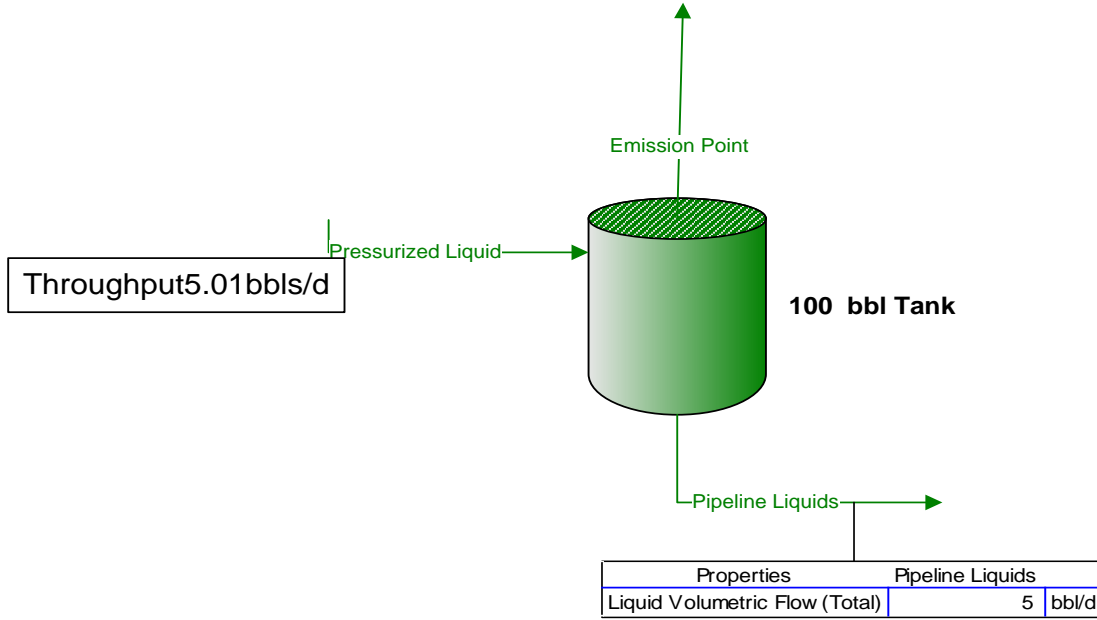 Emission Point
Pressurized Liquid
Throughput5.01bbls/d
100 bbl Tank
Pipeline Liquids
Properties Pipeline Liquids
Liquid Volumetric Flow (Total) 5 bbl/d